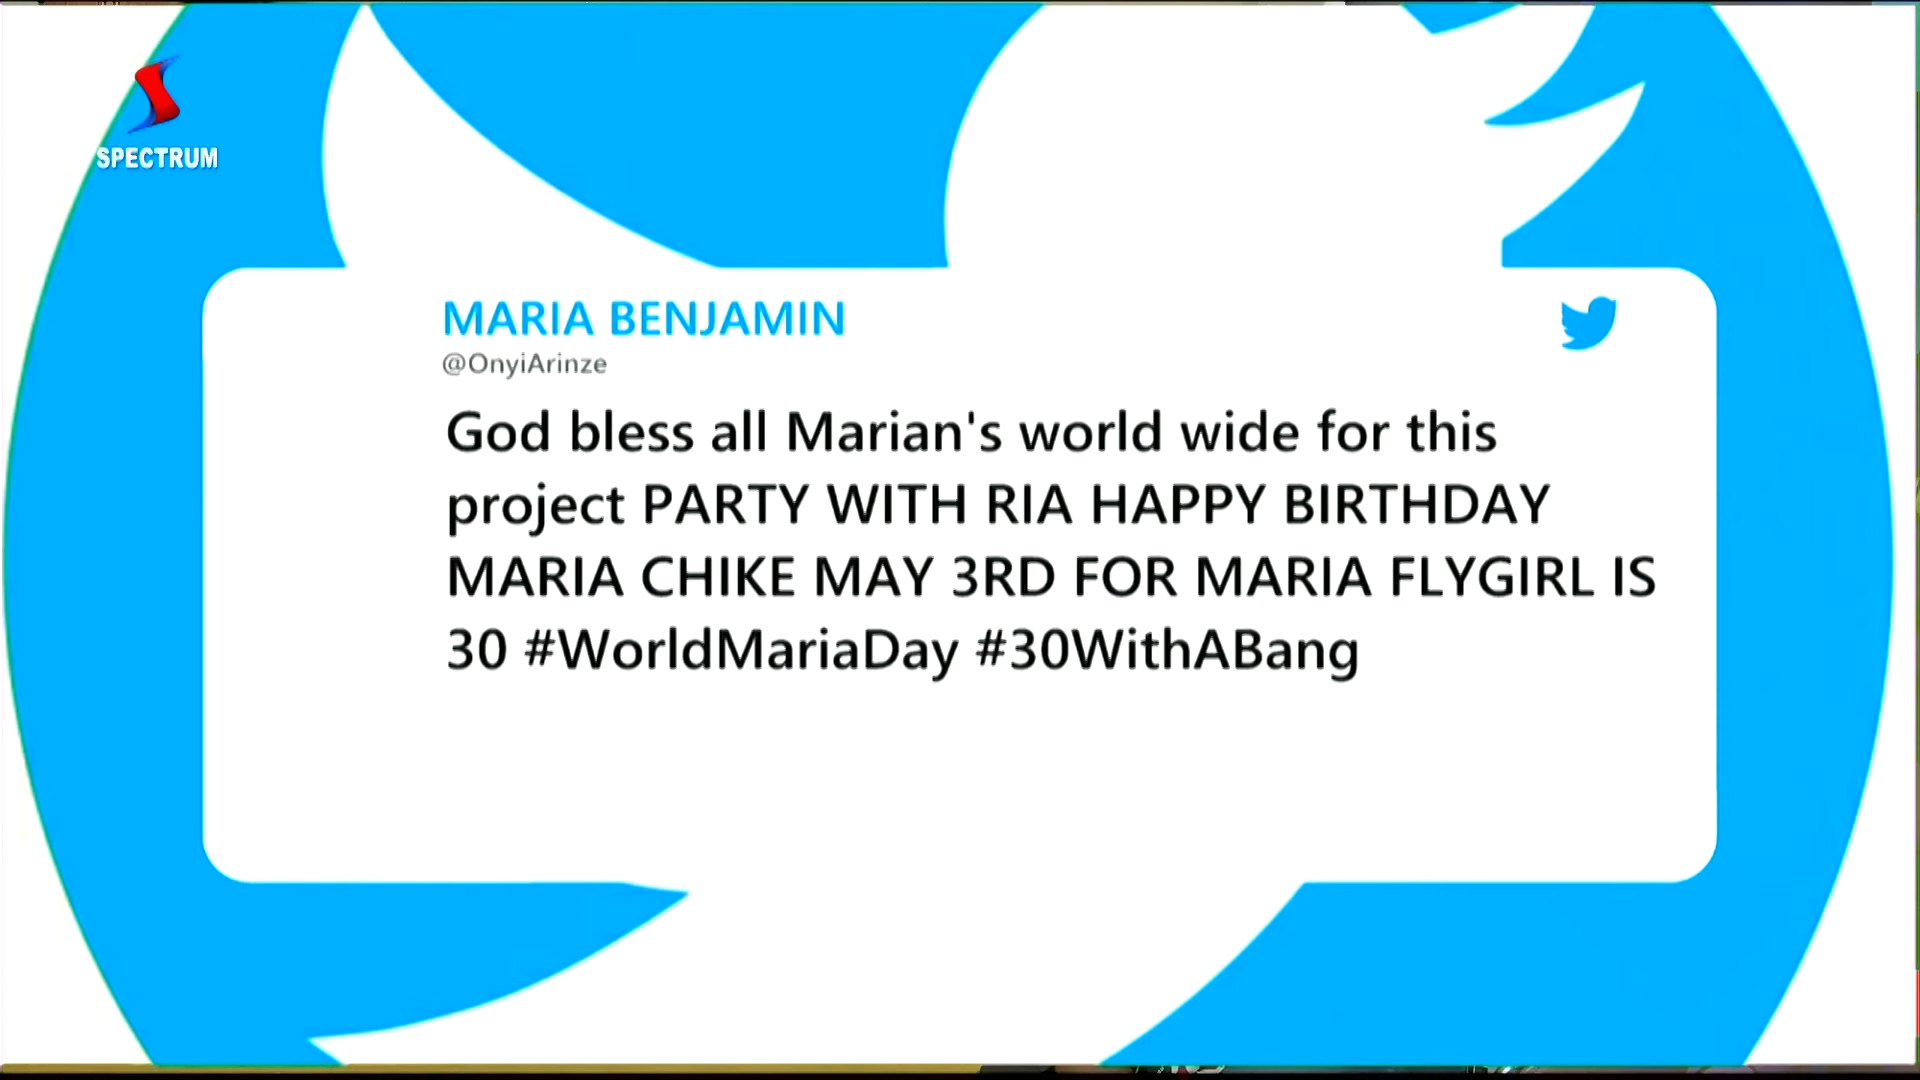 SPECTRUM
MARIA BENJAMIN
@OnyiArinze
God bless all Marian's world wide for this
project PARTY WITH RIA HAPPY BIRTHDAY
MARIA CHIKE MAY 3RD FOR MARIA FLYGIRL IS
30 #WorldMariaDay #30WithABang